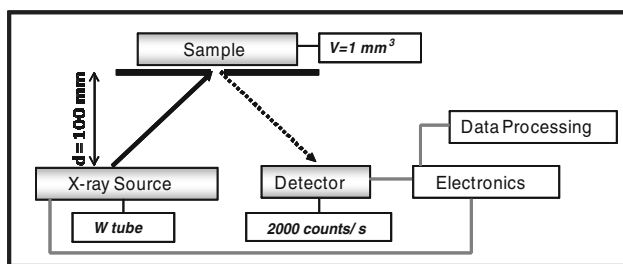 Sample
V=1 mm³
d=100 mm
Data Processing
X-ray Source
Detector
Electronics
W tube
2000 counts/ s